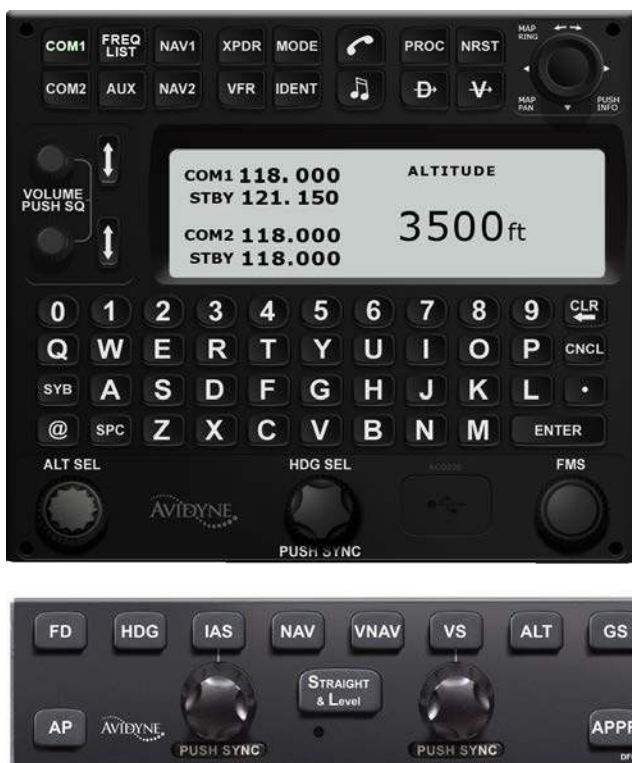 COM1 FREQ LIST NAV1 XPDR MODE PROC NRST
MAP RING
COM2 AUX NAV2 VFR IDENT D V
MAP PAN
PUSH INFO
COM1 118.000
STBY 121.150
COM2 118.000
STBY 118.000
ALTITUDE
3500ft
VOLUME
PUSH SQ
0 1 2 3 4 5 6 7 8 9 CLR
Q W E R T Y U I O P CNCL
SYB A S D F G H J K L .
@ SPC Z X C V B N M ENTER
ALT SEL HDG SEL ACD220 FMS
AVIDYNE
PUSH SYNC
FD HDG IAS NAV VNAV VS ALT GS
STRAIGHT
& LEVEL
AP AVIDYNE
PUSH SYNC PUSH SYNC